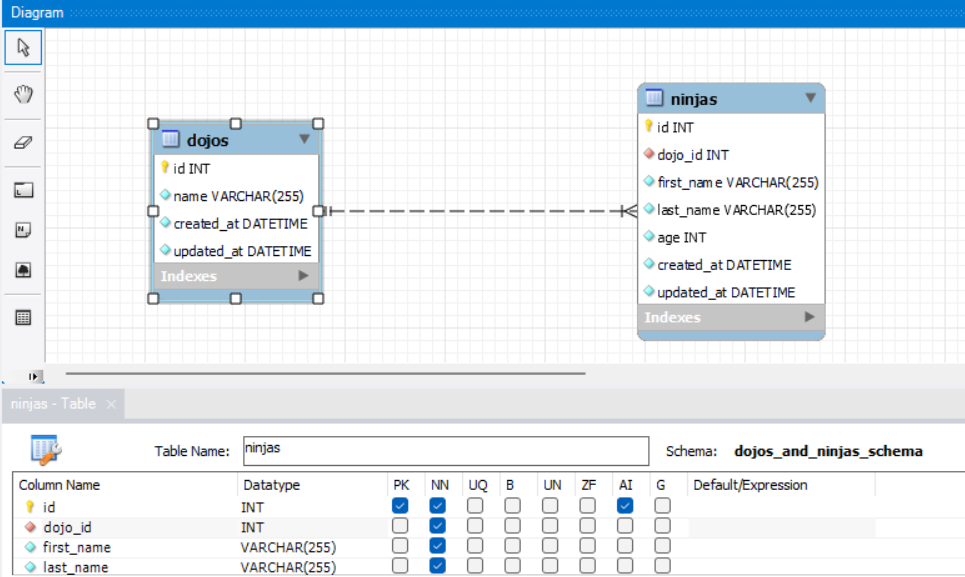 Diagram
dojos
id INT
name VARCHAR(255)
created_at DATETIME
updated_at DATETIME
Indexes
ninjas
id INT
dojo_id INT
first_name VARCHAR(255)
last_name VARCHAR(255)
age INT
created_at DATETIME
updated_at DATETIME
Indexes
ninjas - Table
Table Name: ninjas Schema: dojos_and_ninjas_schema
Column Name Datatype PK NN UQ B UN ZF AI G Default/Expression
id INT
dojo_id INT
first_name VARCHAR(255)
last_name VARCHAR(255)